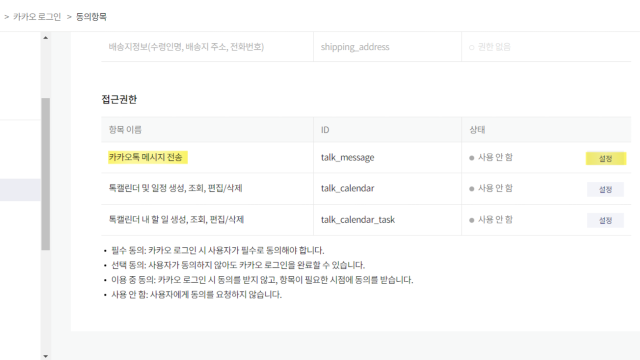 > 카카오 로그인 > 동의항목
배송지정보(수령인명, 배송지 주소, 전화번호) shipping_address 권한 없음
접근권한
항목 이름 ID 상태
카카오톡 메시지 전송 talk_message 사용 안 함 설정
톡캘린더 및 일정 생성, 조회, 편집/삭제 talk_calendar 사용 안 함 설정
톡캘린더 내 할 일 생성, 조회, 편집/삭제 talk_calendar_task 사용 안 함 설정
• 필수 동의: 카카오 로그인 시 사용자가 필수로 동의해야 합니다.
• 선택 동의: 사용자가 동의하지 않아도 카카오 로그인을 완료할 수 있습니다.
• 이용 중 동의: 카카오 로그인 시 동의를 받지 않고, 항목이 필요한 시점에 동의를 받습니다.
• 사용 안 함: 사용자에게 동의를 요청하지 않습니다.